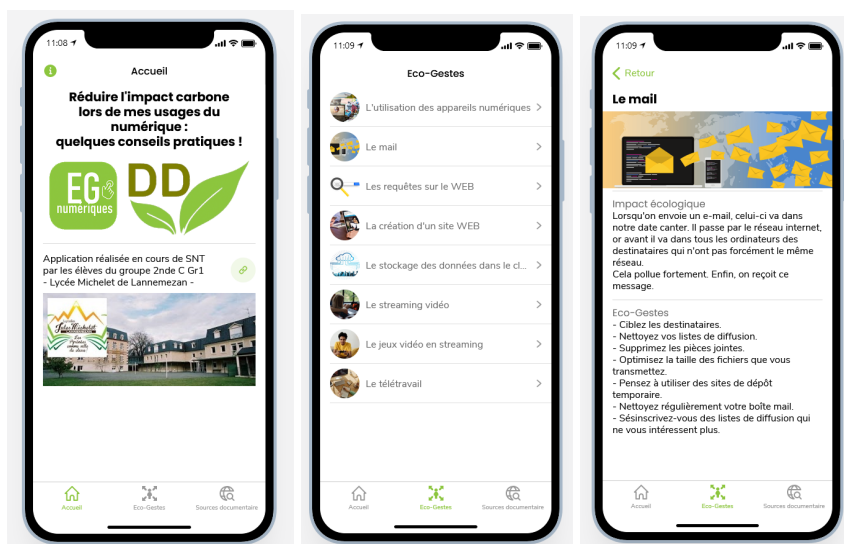 11:08
Accueil
Réduire l'impact carbone
lors de mes usages du
numérique :
quelques conseils pratiques !
EG
numériques
DD
Application réalisée en cours de SNT
par les élèves du groupe 2nde C Gr1
- Lycée Michelet de Lannemezan -
Jules Michelet
Accueil
Eco-Gestes
Sources documentaire
11:09
Eco-Gestes
L'utilisation des appareils numériques
Le mail
Les requêtes sur le WEB
La création d'un site WEB
Le stockage des données dans le cl...
Le streaming vidéo
Le jeux vidéo en streaming
Le télétravail
Accueil
Eco-Gestes
Sources documentaire
11:09
Retour
Le mail
Impact écologique
Lorsqu'on envoie un e-mail, celui-ci va dans
notre date canter. Il passe par le réseau internet,
or avant il va dans tous les ordinateurs des
destinataires qui n'ont pas forcément le même
réseau.
Cela pollue fortement. Enfin, on reçoit ce
message.
Eco-Gestes
- Ciblez les destinataires.
- Nettoyez vos listes de diffusion.
- Supprimez les pièces jointes.
- Optimisez la taille des fichiers que vous
transmettez.
- Pensez à utiliser des sites de dépôt
temporaire.
- Nettoyez régulièrement votre boîte mail.
- Sésinscrivez-vous des listes de diffusion qui
ne vous intéressent plus.
Accueil
Eco-Gestes
Sources documentaire